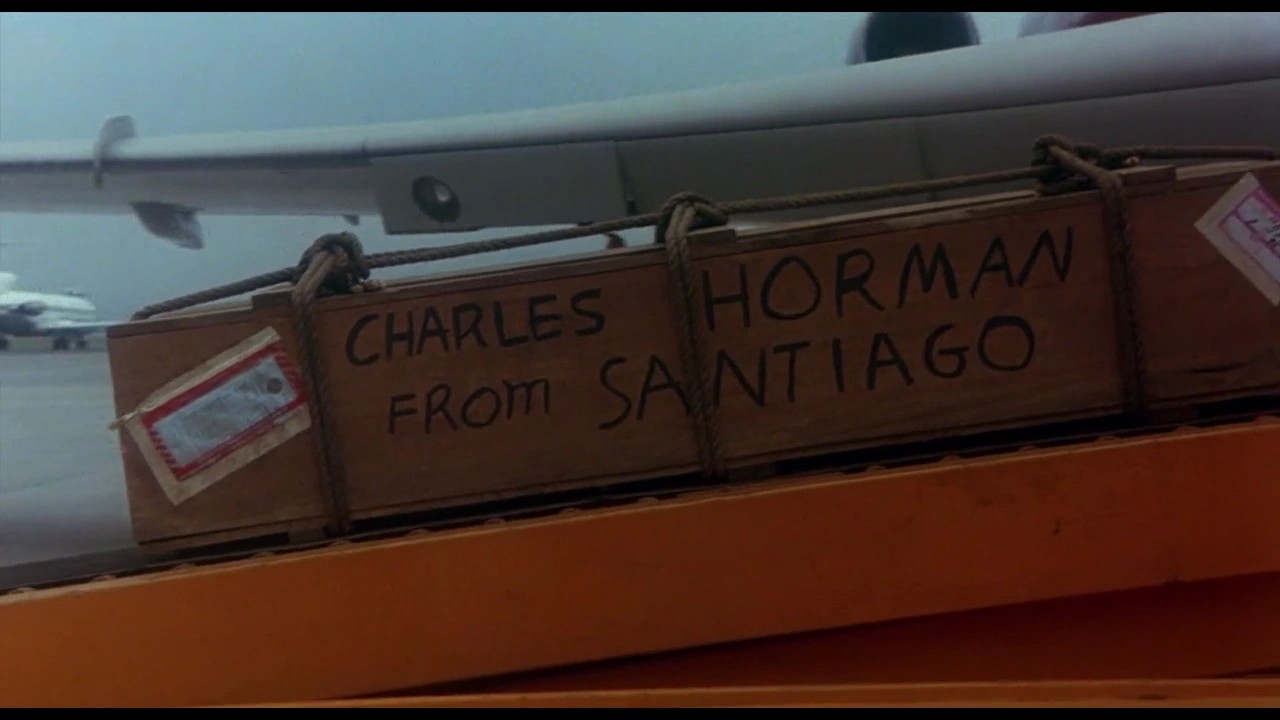 CHARLES HORMAN
FROm SANTIAGO